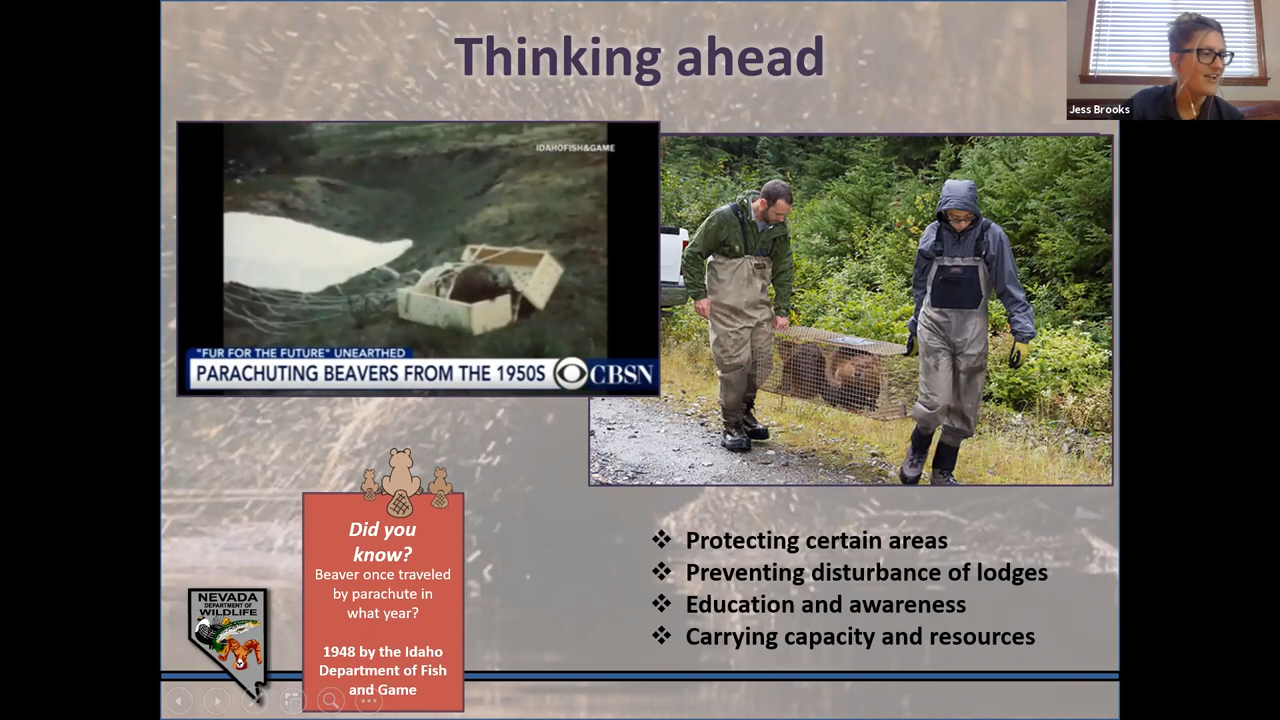 Thinking ahead
Jess Brooks
IDAHOFISH&GAME
"FUR FOR THE FUTURE" UNEARTHED
PARACHUTING BEAVERS FROM THE 1950S
CBSN
Did you
know?
Beaver once traveled
by parachute in
what year?
1948 by the Idaho
Department of Fish
and Game
❖ Protecting certain areas
❖ Preventing disturbance of lodges
❖ Education and awareness
❖ Carrying capacity and resources
NEVADA
DEPARTMENT OF
WILDLIFE